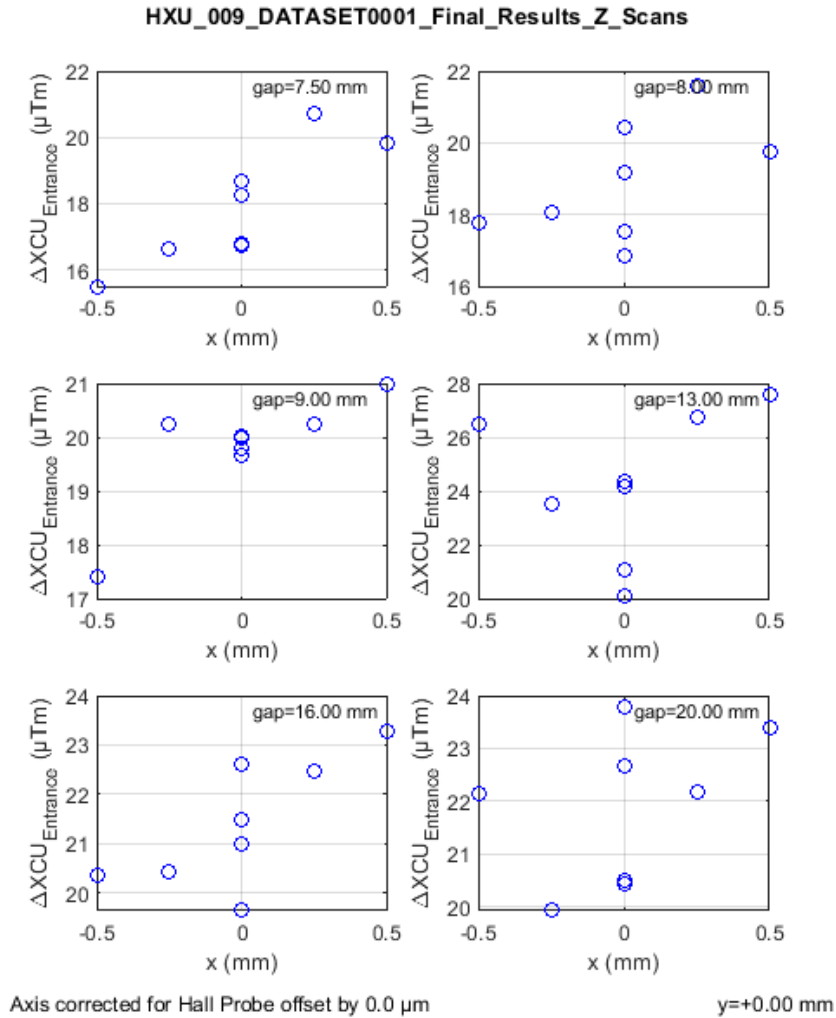 HXU_009_DATASET0001_Final_Results_Z_Scans
gap=7.50 mm
22
20
18
16
ΔXCU_Entrance (μTm)
-0.5 0 0.5
x (mm)
gap=8.00 mm
22
20
18
16
ΔXCU_Entrance (μTm)
-0.5 0 0.5
x (mm)
gap=9.00 mm
21
20
19
18
17
ΔXCU_Entrance (μTm)
-0.5 0 0.5
x (mm)
gap=13.00 mm
28
26
24
22
20
ΔXCU_Entrance (μTm)
-0.5 0 0.5
x (mm)
gap=16.00 mm
24
23
22
21
20
ΔXCU_Entrance (μTm)
-0.5 0 0.5
x (mm)
gap=20.00 mm
24
23
22
21
20
ΔXCU_Entrance (μTm)
-0.5 0 0.5
x (mm)
Axis corrected for Hall Probe offset by 0.0 μm
y=+0.00 mm